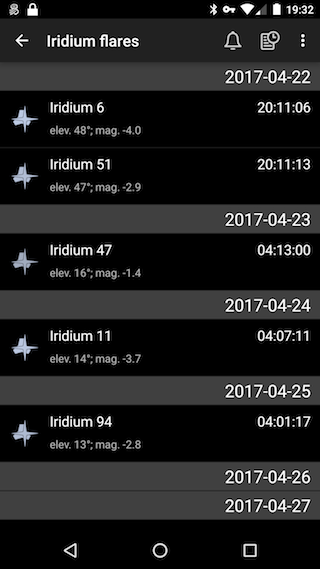 19:32
Iridium flares
2017-04-22
Iridium 6 20:11:06
elev. 48°; mag. -4.0
Iridium 51 20:11:13
elev. 47°; mag. -2.9
2017-04-23
Iridium 47 04:13:00
elev. 16°; mag. -1.4
2017-04-24
Iridium 11 04:07:11
elev. 14°; mag. -3.7
2017-04-25
Iridium 94 04:01:17
elev. 13°; mag. -2.8
2017-04-26
2017-04-27